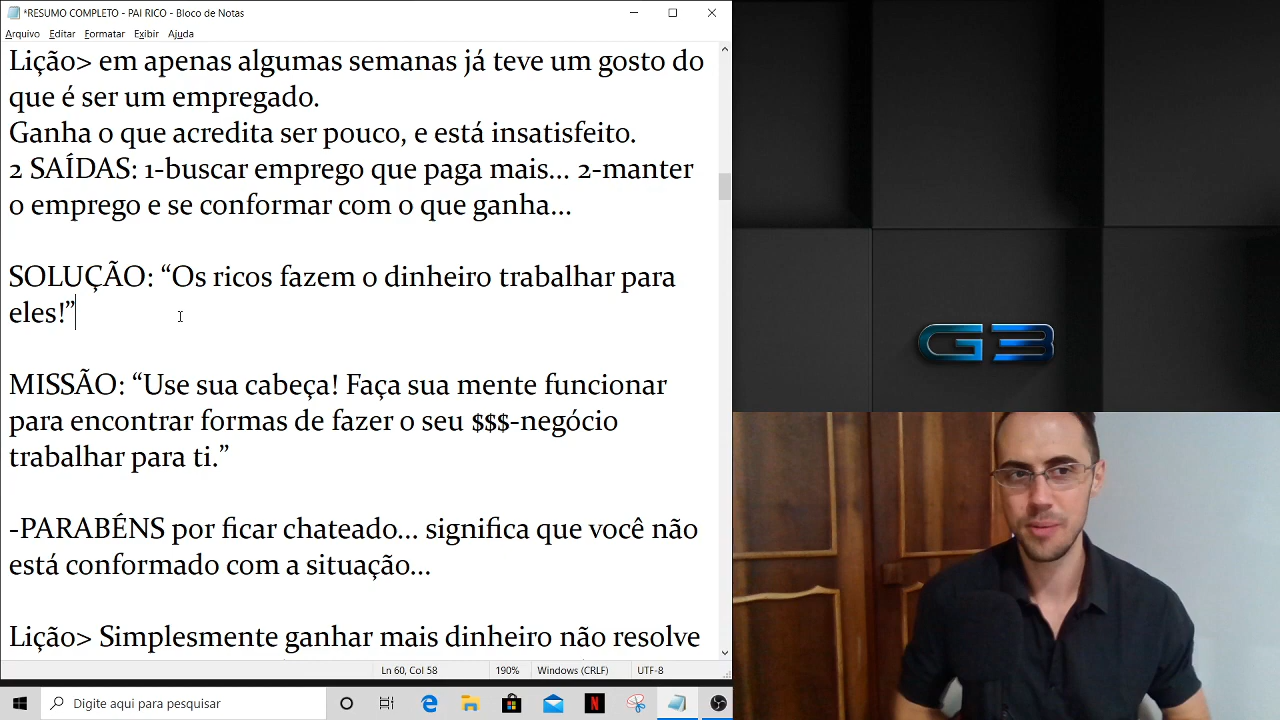 *RESUMO COMPLETO - PAI RICO - Bloco de Notas
Arquivo Editar Formatar Exibir Ajuda
Lição> em apenas algumas semanas já teve um gosto do
que é ser um empregado.
Ganha o que acredita ser pouco, e está insatisfeito.
2 SAÍDAS: 1-buscar emprego que paga mais... 2-manter
o emprego e se conformar com o que ganha...
SOLUÇÃO: “Os ricos fazem o dinheiro trabalhar para
eles!”
MISSÃO: “Use sua cabeça! Faça sua mente funcionar
para encontrar formas de fazer o seu $$$-negócio
trabalhar para ti.”
-PARABÉNS por ficar chateado... significa que você não
está conformado com a situação...
Lição> Simplesmente ganhar mais dinheiro não resolve
Ln 60, Col 58 190% Windows (CRLF) UTF-8
Digite aqui para pesquisar
N
G3